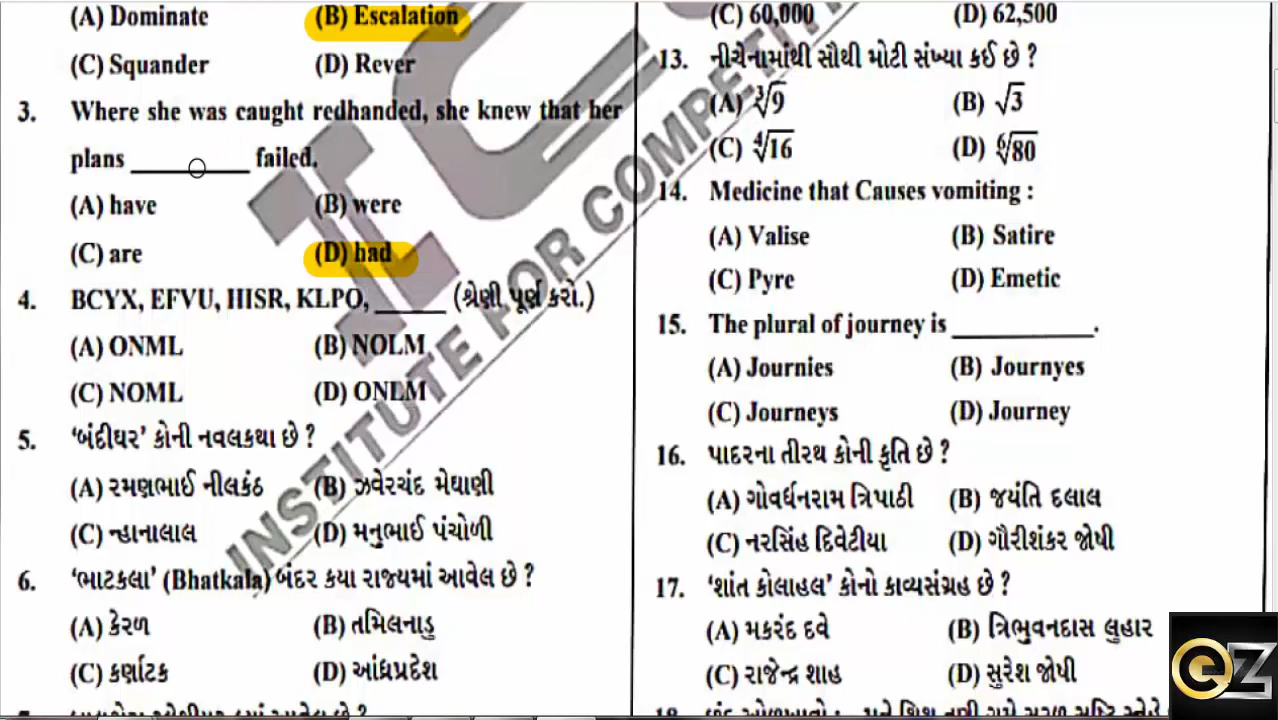 (A) Dominate (B) Escalation
(C) Squander (D) Rever
3. Where she was caught redhanded, she knew that her
plans ________ failed.
(A) have (B) were
(C) are (D) had
4. BCYX, EFVU, HISR, KLPO, ______ (શ્રેણી પૂર્ણ કરો.)
(A) ONML (B) NOLM
(C) NOML (D) ONLM
5. ‘બંદીઘર’ કોની નવલકથા છે ?
(A) રમણભાઈ નીલકંઠ (B) ઝવેરચંદ મેઘાણી
(C) ન્હાનાલાલ (D) મનુભાઈ પંચોળી
6. ‘ભાટકલા’ (Bhatkala) બંદર કયા રાજ્યમાં આવેલ છે ?
(A) કેરળ (B) તમિલનાડુ
(C) કર્ણાટક (D) આંધ્રપ્રદેશ
(C) 60,000 (D) 62,500
13. નીચેનામાંથી સૌથી મોટી સંખ્યા કઈ છે ?
(A) ∛9 (B) √3
(C) ∜16 (D) ⁶√80
14. Medicine that Causes vomiting :
(A) Valise (B) Satire
(C) Pyre (D) Emetic
15. The plural of journey is ____________.
(A) Journies (B) Journyes
(C) Journeys (D) Journey
16. પાદરના તીરથ કોની કૃતિ છે ?
(A) ગોવર્ધનરામ ત્રિપાઠી (B) જયંતિ દલાલ
(C) નરસિંહ દિવેટીયા (D) ગૌરીશંકર જોષી
17. ‘શાંત કોલાહલ’ કોનો કાવ્યસંગ્રહ છે ?
(A) મકરંદ દવે (B) ત્રિભુવનદાસ લુહાર
(C) રાજેન્દ્ર શાહ (D) સુરેશ જોષી
INSTITUTE FOR COMPETITI
eZ